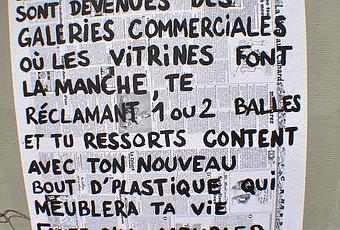 SONT DEVENUES DES
GALERIES COMMERCIALES
OÙ LES VITRINES FONT
LA MANCHE, TE
RÉCLAMANT 1 OU 2 BALLES
ET TU RESSORTS CONTENT
AVEC TON NOUVEAU
BOUT D'PLASTIQUE QUI
MEUBLERA TA VIE